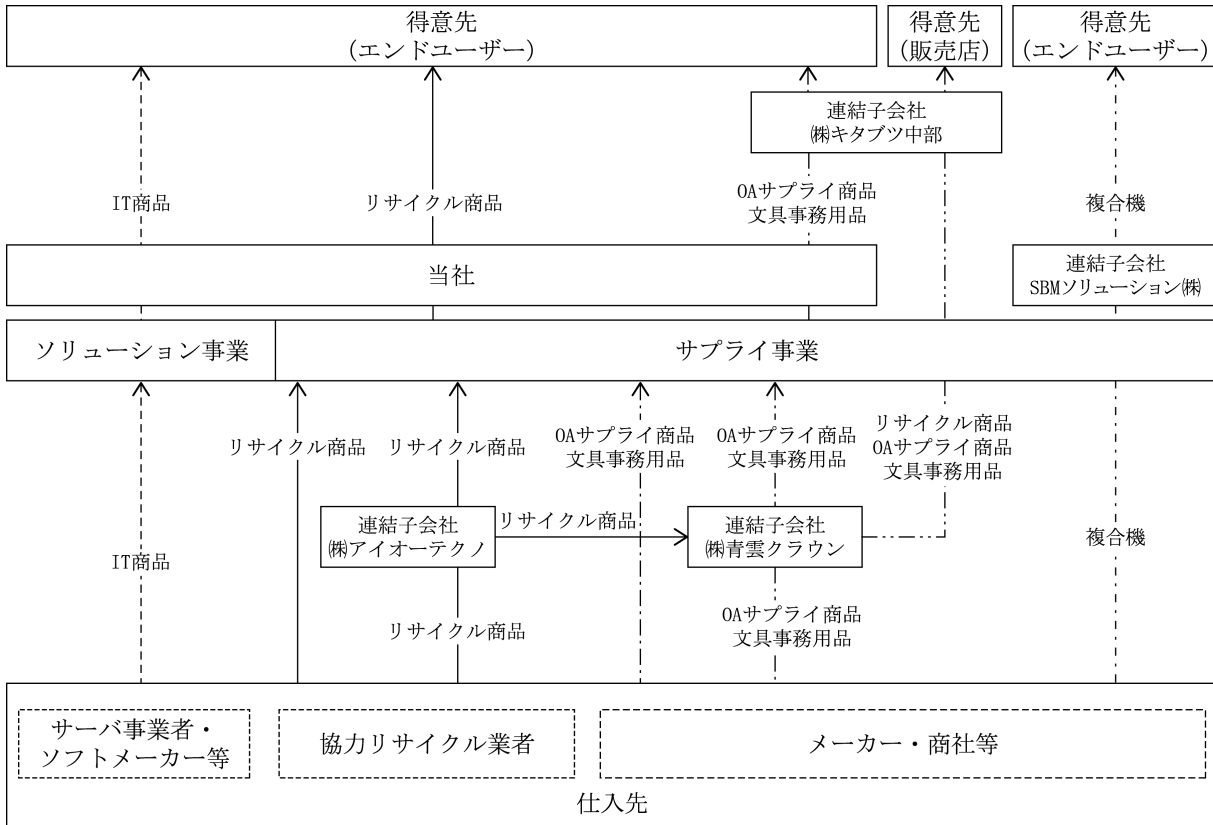 得意先
(エンドユーザー)
得意先
(販売店)
得意先
(エンドユーザー)
連結子会社
㈱キタブツ中部
IT商品
リサイクル商品
OAサプライ商品
文具事務用品
複合機
当社
連結子会社
SBMソリューション㈱
ソリューション事業
サプライ事業
リサイクル商品
リサイクル商品
OAサプライ商品
文具事務用品
OAサプライ商品
文具事務用品
リサイクル商品
OAサプライ商品
文具事務用品
連結子会社
㈱アイオーテクノ
リサイクル商品
連結子会社
㈱青雲クラウン
IT商品
複合機
リサイクル商品
OAサプライ商品
文具事務用品
サーバ事業者・
ソフトメーカー等
協力リサイクル業者
メーカー・商社等
仕入先